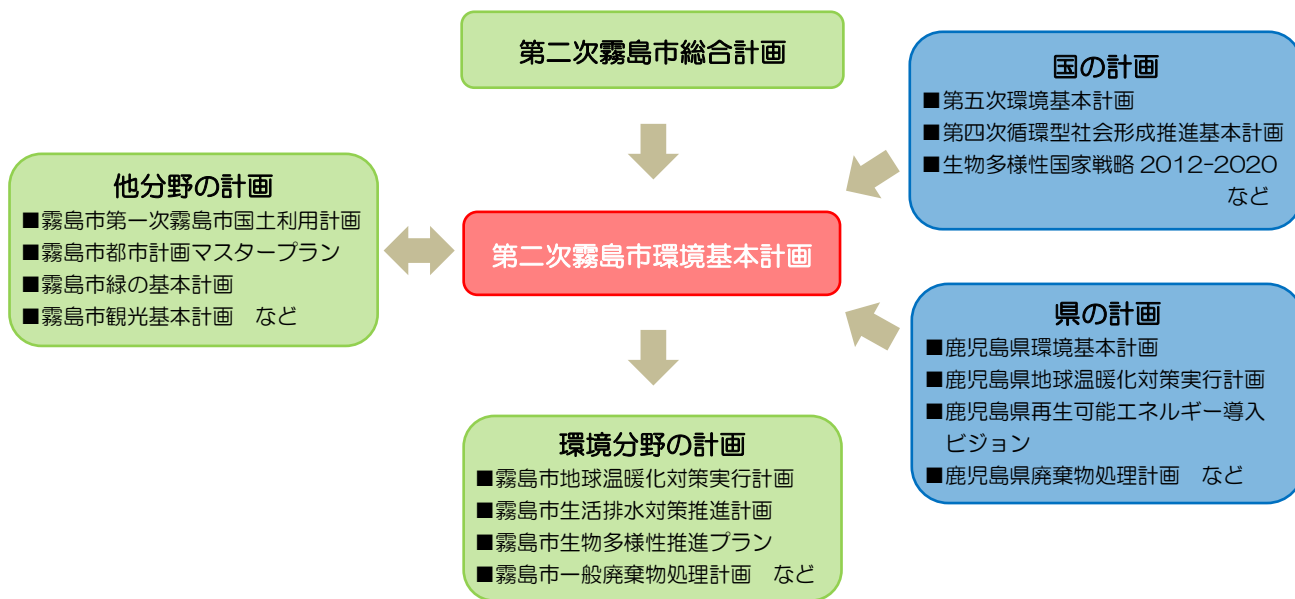 第二次霧島市総合計画
国の計画
■第五次環境基本計画
■第四次循環型社会形成推進基本計画
■生物多様性国家戦略 2012-2020
など
他分野の計画
■霧島市第一次霧島市国土利用計画
■霧島市都市計画マスタープラン
■霧島市緑の基本計画
■霧島市観光基本計画　など
第二次霧島市環境基本計画
県の計画
■鹿児島県環境基本計画
■鹿児島県地球温暖化対策実行計画
■鹿児島県再生可能エネルギー導入
ビジョン
■鹿児島県廃棄物処理計画　など
環境分野の計画
■霧島市地球温暖化対策実行計画
■霧島市生活排水対策推進計画
■霧島市生物多様性推進プラン
■霧島市一般廃棄物処理計画　など